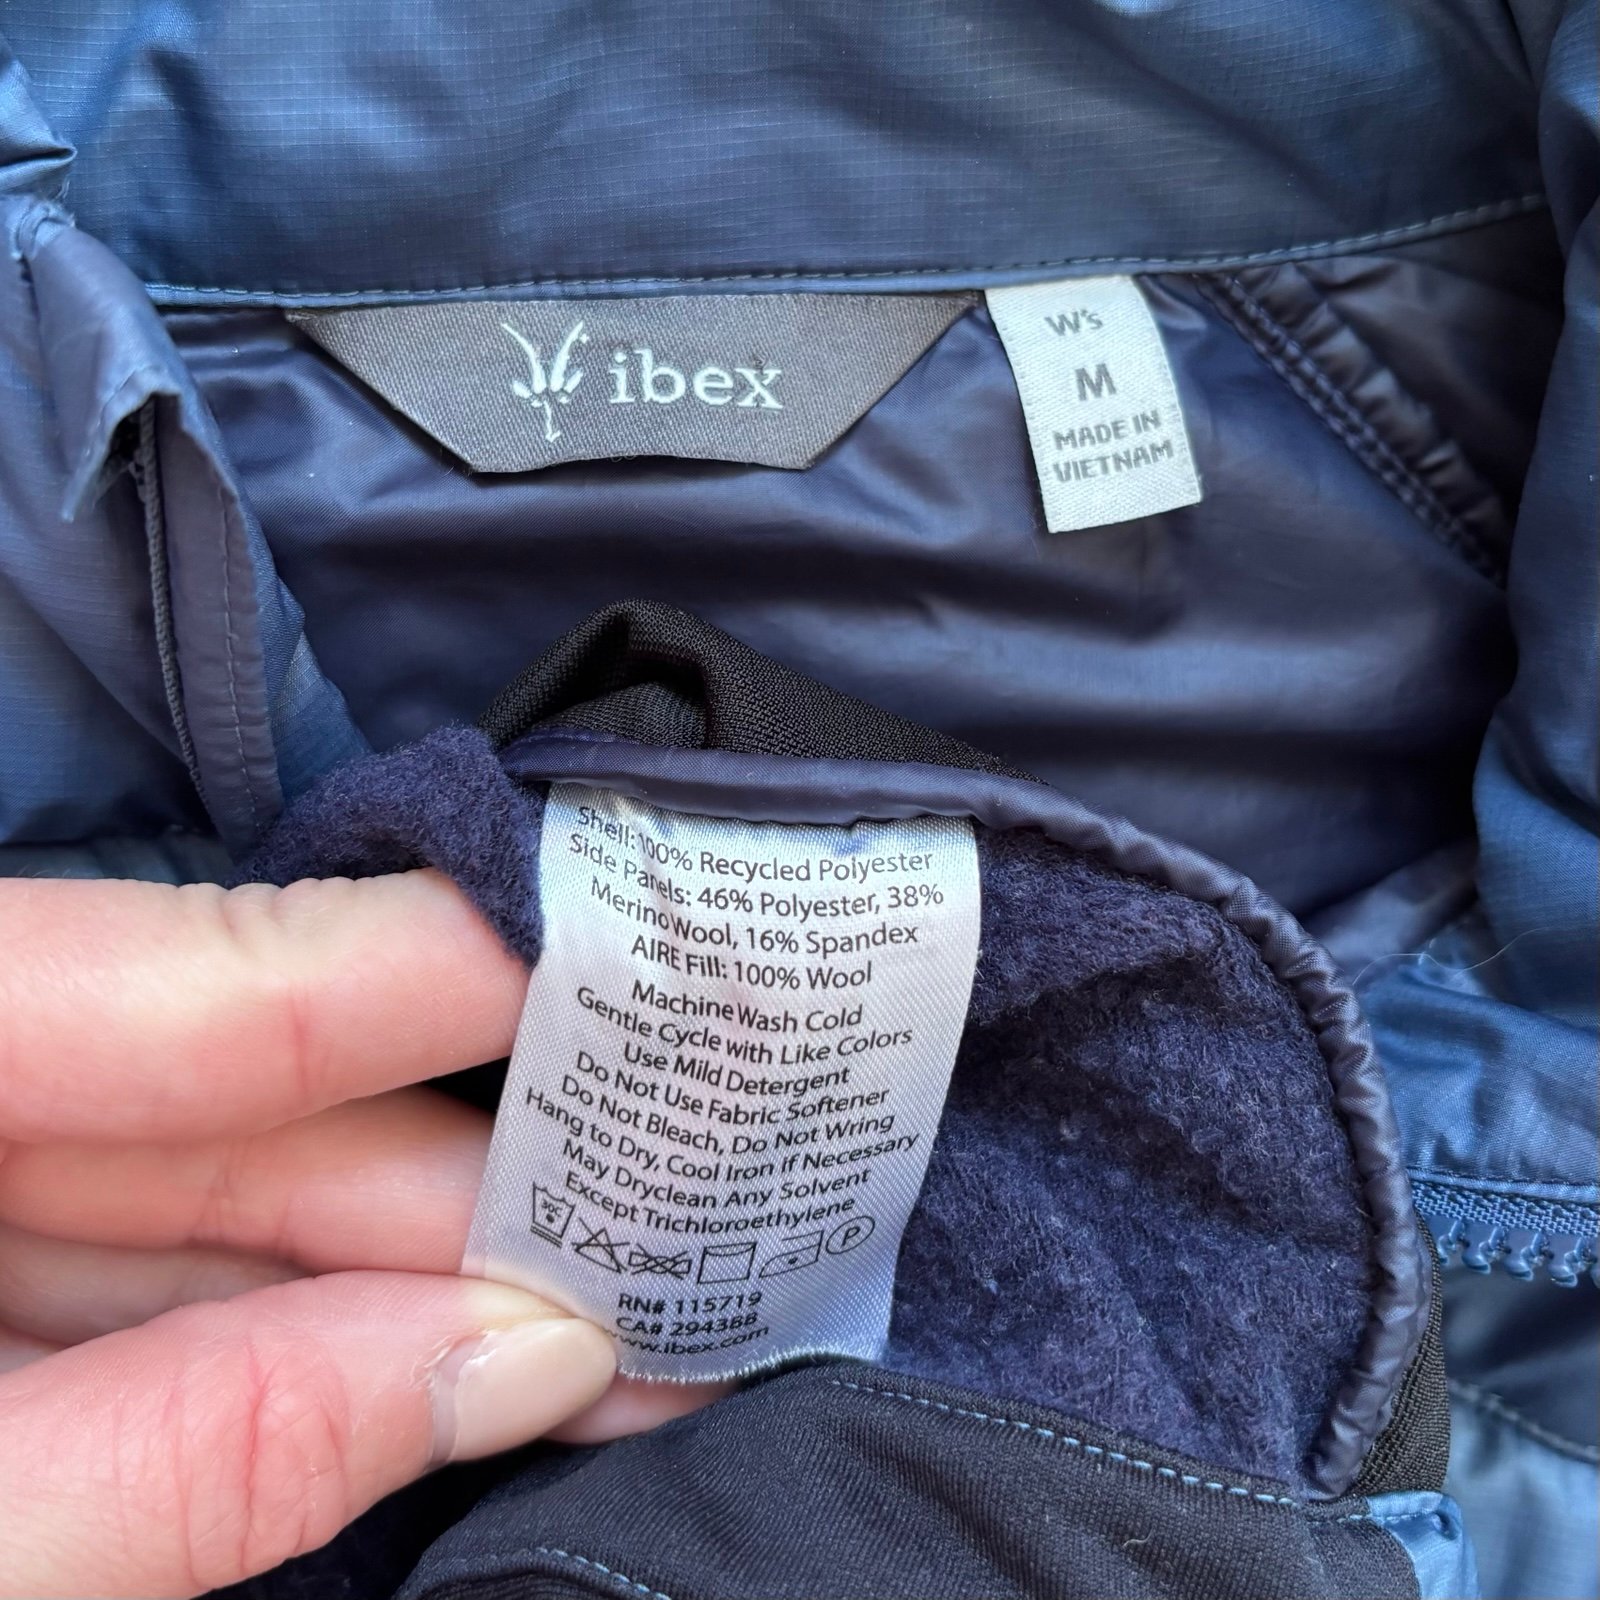 ibex
W's
M
MADE IN
VIETNAM
Shell: 100% Recycled Polyester
Side Panels: 46% Polyester, 38%
Merino Wool, 16% Spandex
AIRE Fill: 100% Wool
Machine Wash Cold
Gentle Cycle with Like Colors
Use Mild Detergent
Do Not Use Fabric Softener
Do Not Bleach, Do Not Wring
Hang to Dry, Cool Iron if Necessary
May Dryclean Any Solvent
Except Trichloroethylene
30C
P
RN# 115719
CA# 294388
www.ibex.com